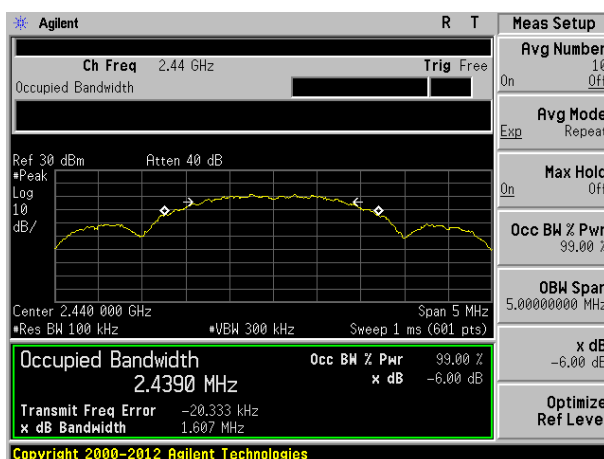 Agilent R T Meas Setup
Ch Freq 2.44 GHz Trig Free
Occupied Bandwidth
Avg Number
10
On Off
Avg Mode
Exp Repeat
Max Hold
On Off
Occ BW % Pwr
99.00 %
OBW Span
5.00000000 MHz
x dB
-6.00 dB
Optimize
Ref Level
Ref 30 dBm Atten 40 dB
#Peak
Log
10
dB/
Center 2.440 000 GHz Span 5 MHz
#Res BW 100 kHz #VBW 300 kHz Sweep 1 ms (601 pts)
Occupied Bandwidth Occ BW % Pwr 99.00 %
2.4390 MHz x dB -6.00 dB
Transmit Freq Error -20.333 kHz
x dB Bandwidth 1.607 MHz
Copyright 2000-2012 Agilent Technologies